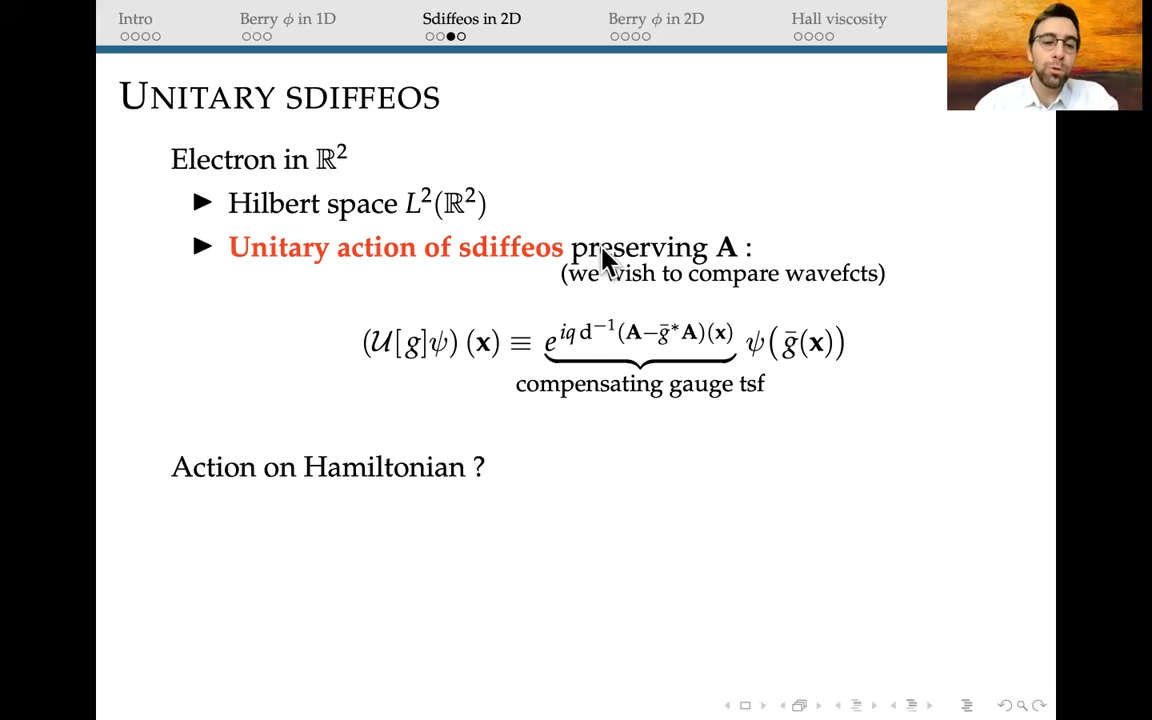 Intro Berry ϕ in 1D Sdiffeos in 2D Berry ϕ in 2D Hall viscosity
UNITARY SDIFFEOS
Electron in ℝ²
▶ Hilbert space L²(ℝ²)
▶ Unitary action of sdiffeos preserving A :
(we wish to compare wavefcts)
(𝒰[g]ψ) (x) ≡ e^{iq d⁻¹(A−ḡ*A)(x)} ψ(ḡ(x))
compensating gauge tsf
Action on Hamiltonian ?